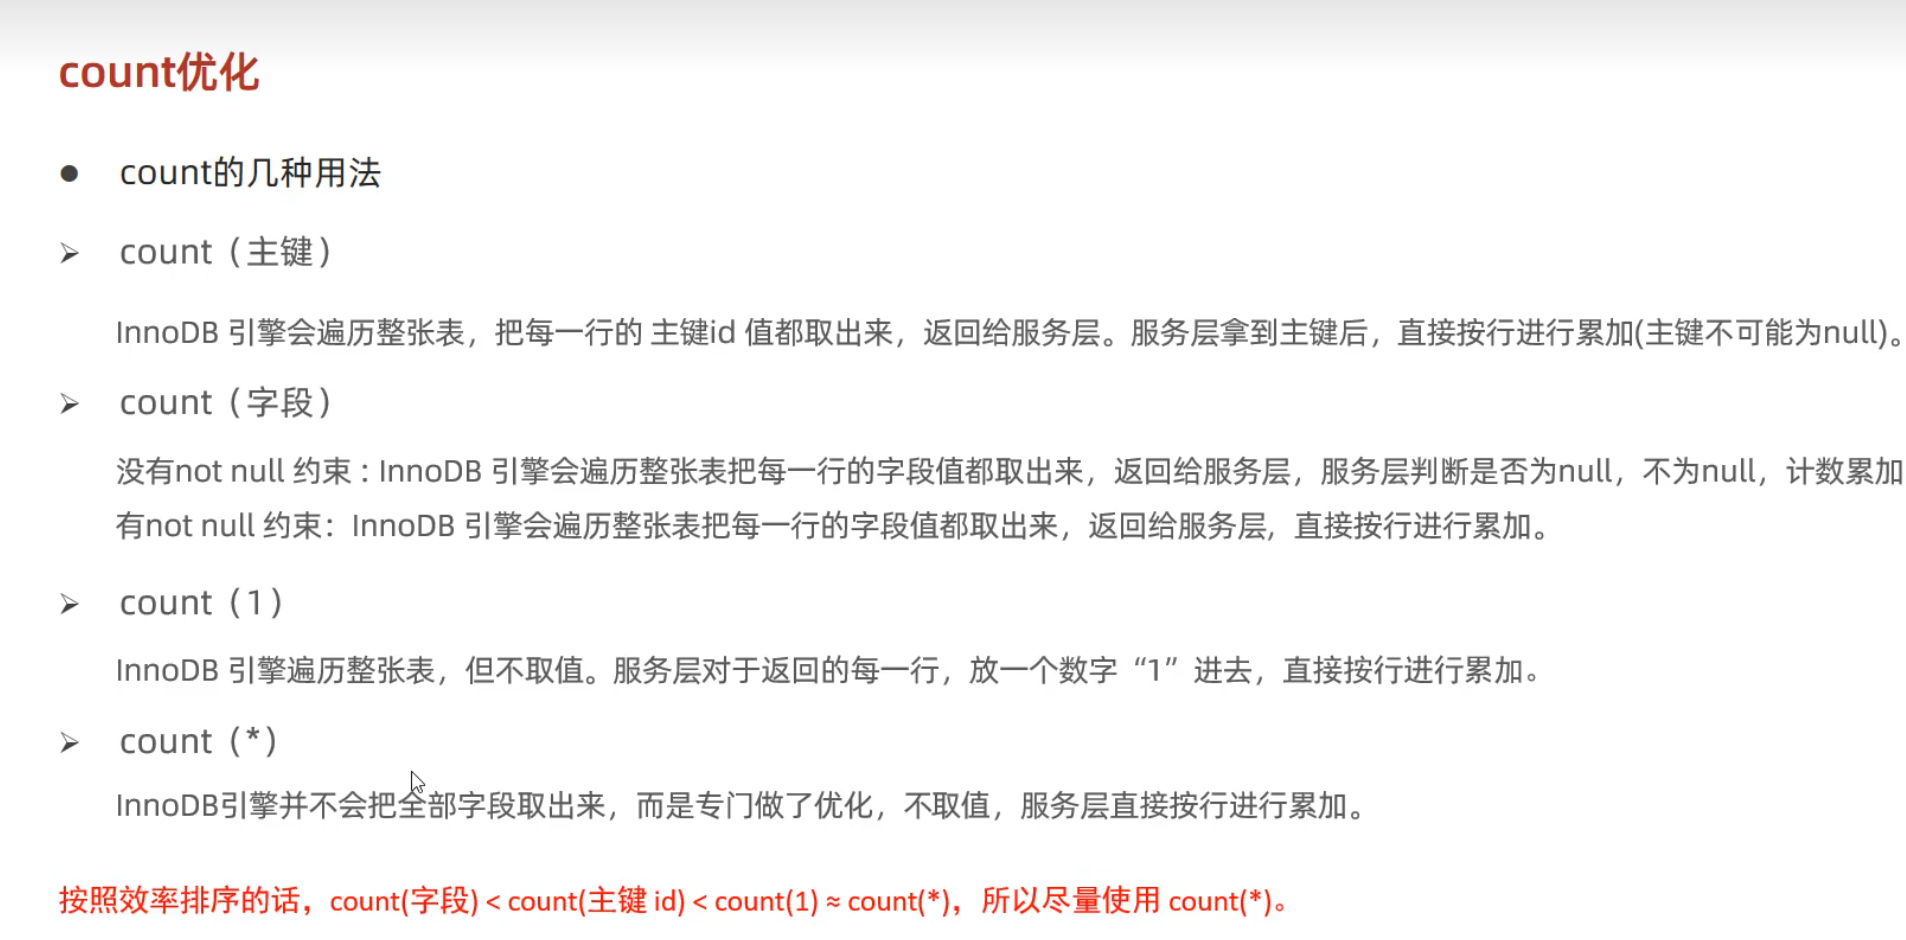 count优化
count的几种用法
count（主键）
InnoDB 引擎会遍历整张表，把每一行的 主键id 值都取出来，返回给服务层。服务层拿到主键后，直接按行进行累加(主键不可能为null)。
count（字段）
没有not null 约束 : InnoDB 引擎会遍历整张表把每一行的字段值都取出来，返回给服务层，服务层判断是否为null，不为null，计数累加
有not null 约束：InnoDB 引擎会遍历整张表把每一行的字段值都取出来，返回给服务层，直接按行进行累加。
count（1）
InnoDB 引擎遍历整张表，但不取值。服务层对于返回的每一行，放一个数字“1”进去，直接按行进行累加。
count（*）
InnoDB引擎并不会把全部字段取出来，而是专门做了优化，不取值，服务层直接按行进行累加。
按照效率排序的话，count(字段) < count(主键 id) < count(1) ≈ count(*)，所以尽量使用 count(*)。